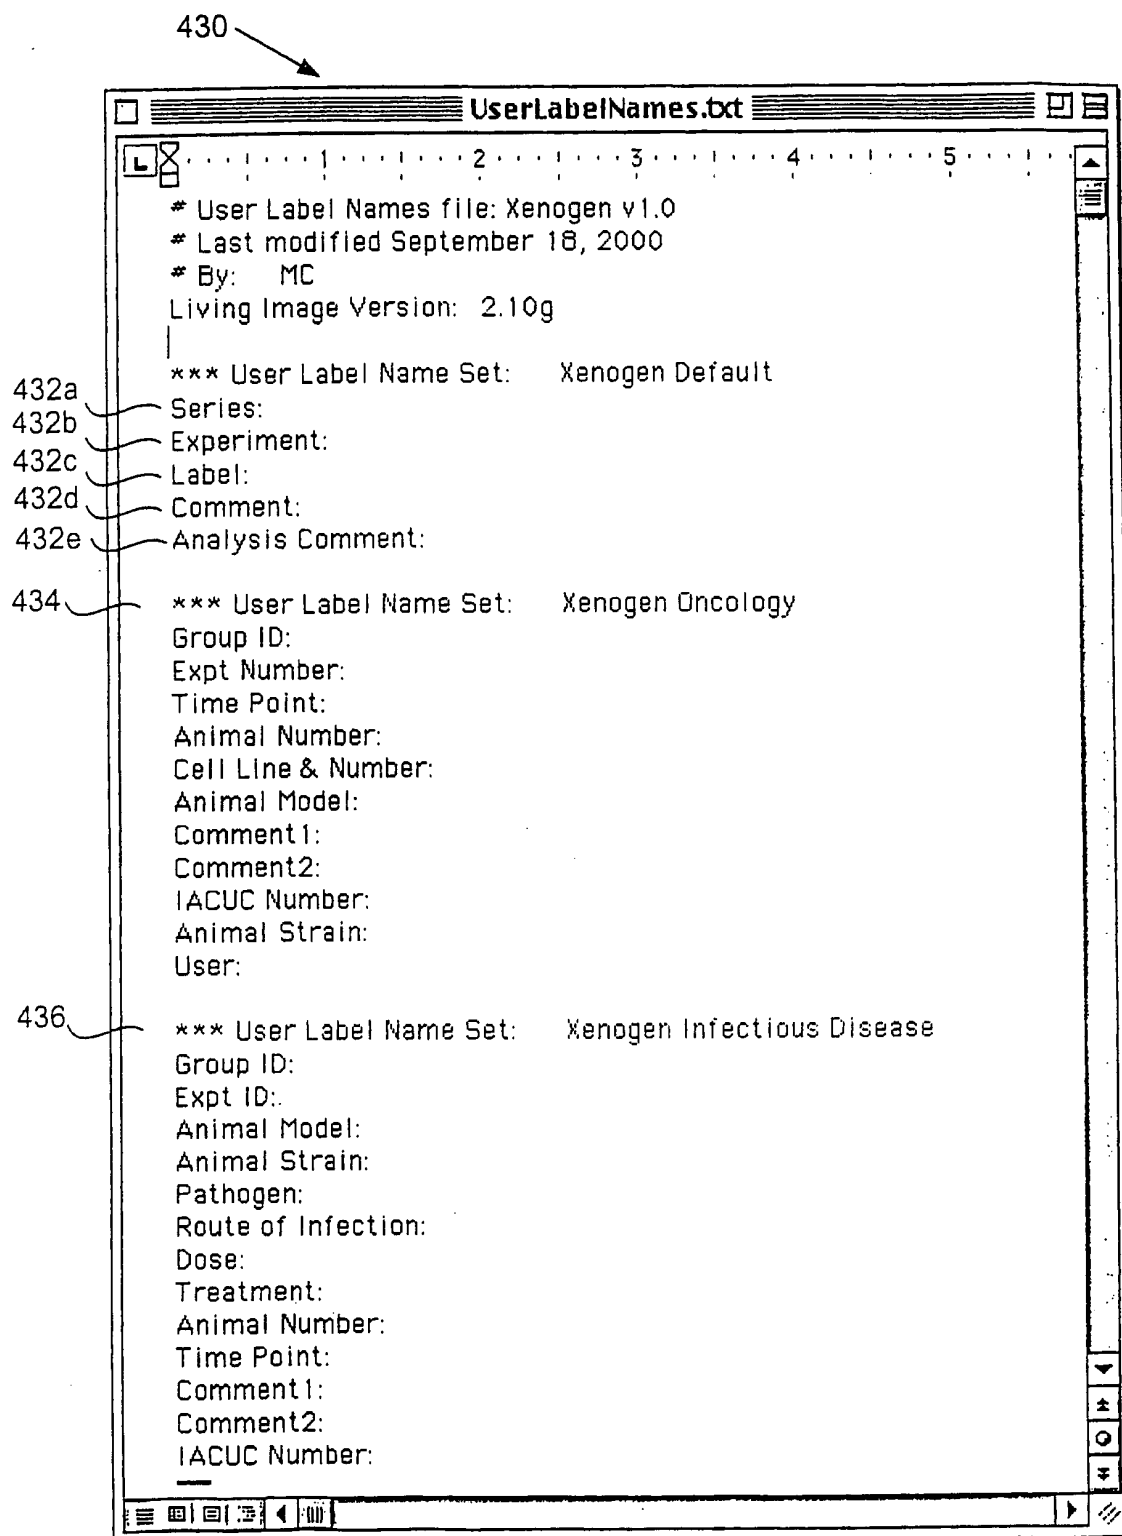 430
UserLabelNames.txt
1 2 3 4 5
# User Label Names file: Xenogen v1.0
# Last modified September 18, 2000
# By: MC
Living Image Version: 2.10g
*** User Label Name Set: Xenogen Default
432a Series:
432b Experiment:
432c Label:
432d Comment:
432e Analysis Comment:
434 *** User Label Name Set: Xenogen Oncology
Group ID:
Expt Number:
Time Point:
Animal Number:
Cell Line & Number:
Animal Model:
Comment1:
Comment2:
IACUC Number:
Animal Strain:
User:
436 *** User Label Name Set: Xenogen Infectious Disease
Group ID:
Expt ID:
Animal Model:
Animal Strain:
Pathogen:
Route of Infection:
Dose:
Treatment:
Animal Number:
Time Point:
Comment1:
Comment2:
IACUC Number: